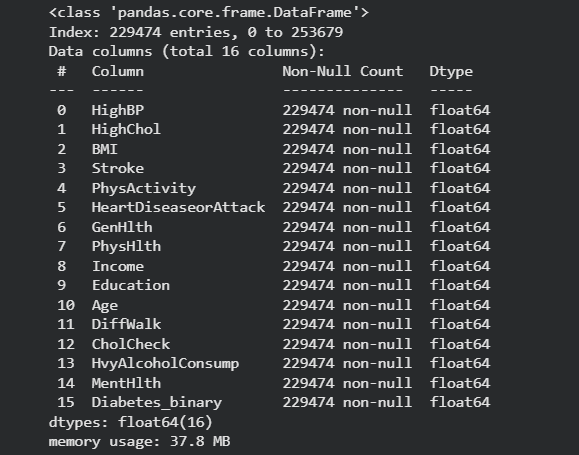 <class 'pandas.core.frame.DataFrame'>
Index: 229474 entries, 0 to 253679
Data columns (total 16 columns):
 #   Column                Non-Null Count   Dtype
---  ------                --------------   -----
 0   HighBP                229474 non-null  float64
 1   HighChol              229474 non-null  float64
 2   BMI                   229474 non-null  float64
 3   Stroke                229474 non-null  float64
 4   PhysActivity          229474 non-null  float64
 5   HeartDiseaseorAttack  229474 non-null  float64
 6   GenHlth               229474 non-null  float64
 7   PhysHlth              229474 non-null  float64
 8   Income                229474 non-null  float64
 9   Education             229474 non-null  float64
 10  Age                   229474 non-null  float64
 11  DiffWalk              229474 non-null  float64
 12  CholCheck             229474 non-null  float64
 13  HvyAlcoholConsump     229474 non-null  float64
 14  MentHlth              229474 non-null  float64
 15  Diabetes_binary       229474 non-null  float64
dtypes: float64(16)
memory usage: 37.8 MB